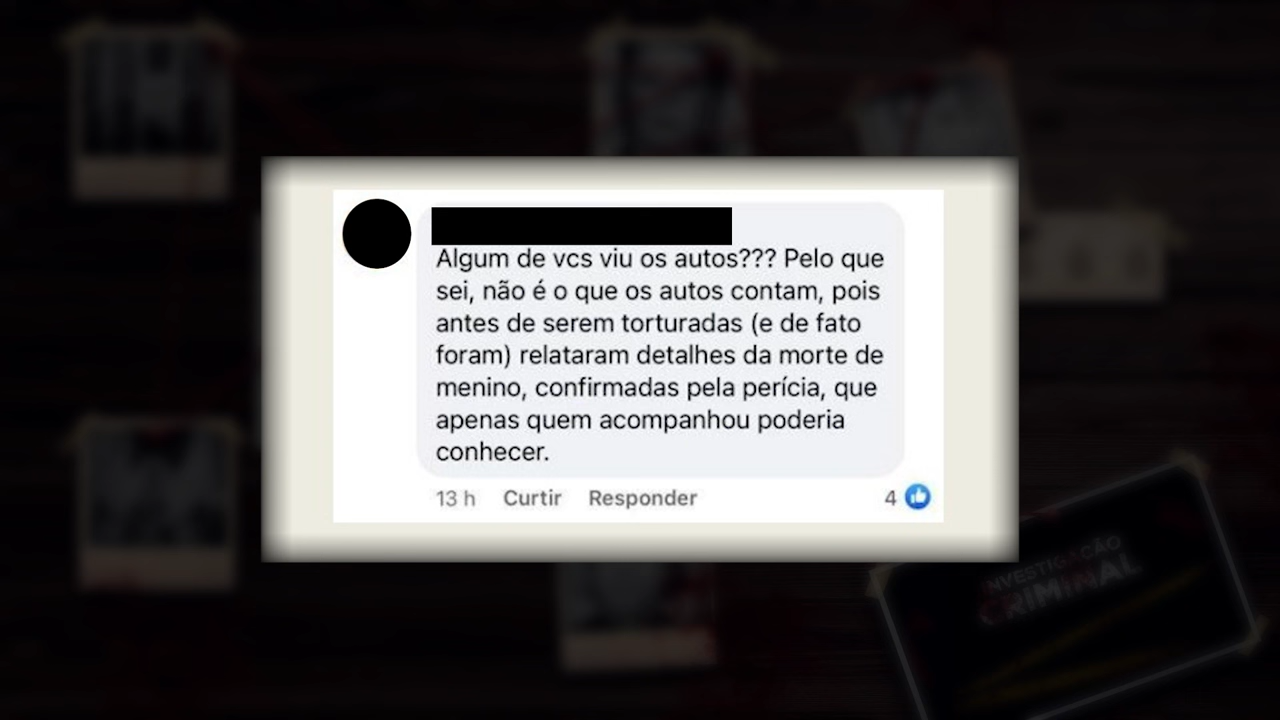 Algum de vcs viu os autos??? Pelo que
sei, não é o que os autos contam, pois
antes de serem torturadas (e de fato
foram) relataram detalhes da morte de
menino, confirmadas pela perícia, que
apenas quem acompanhou poderia
conhecer.
13 h Curtir Responder 4
INVESTIGAÇÃO
CRIMINAL